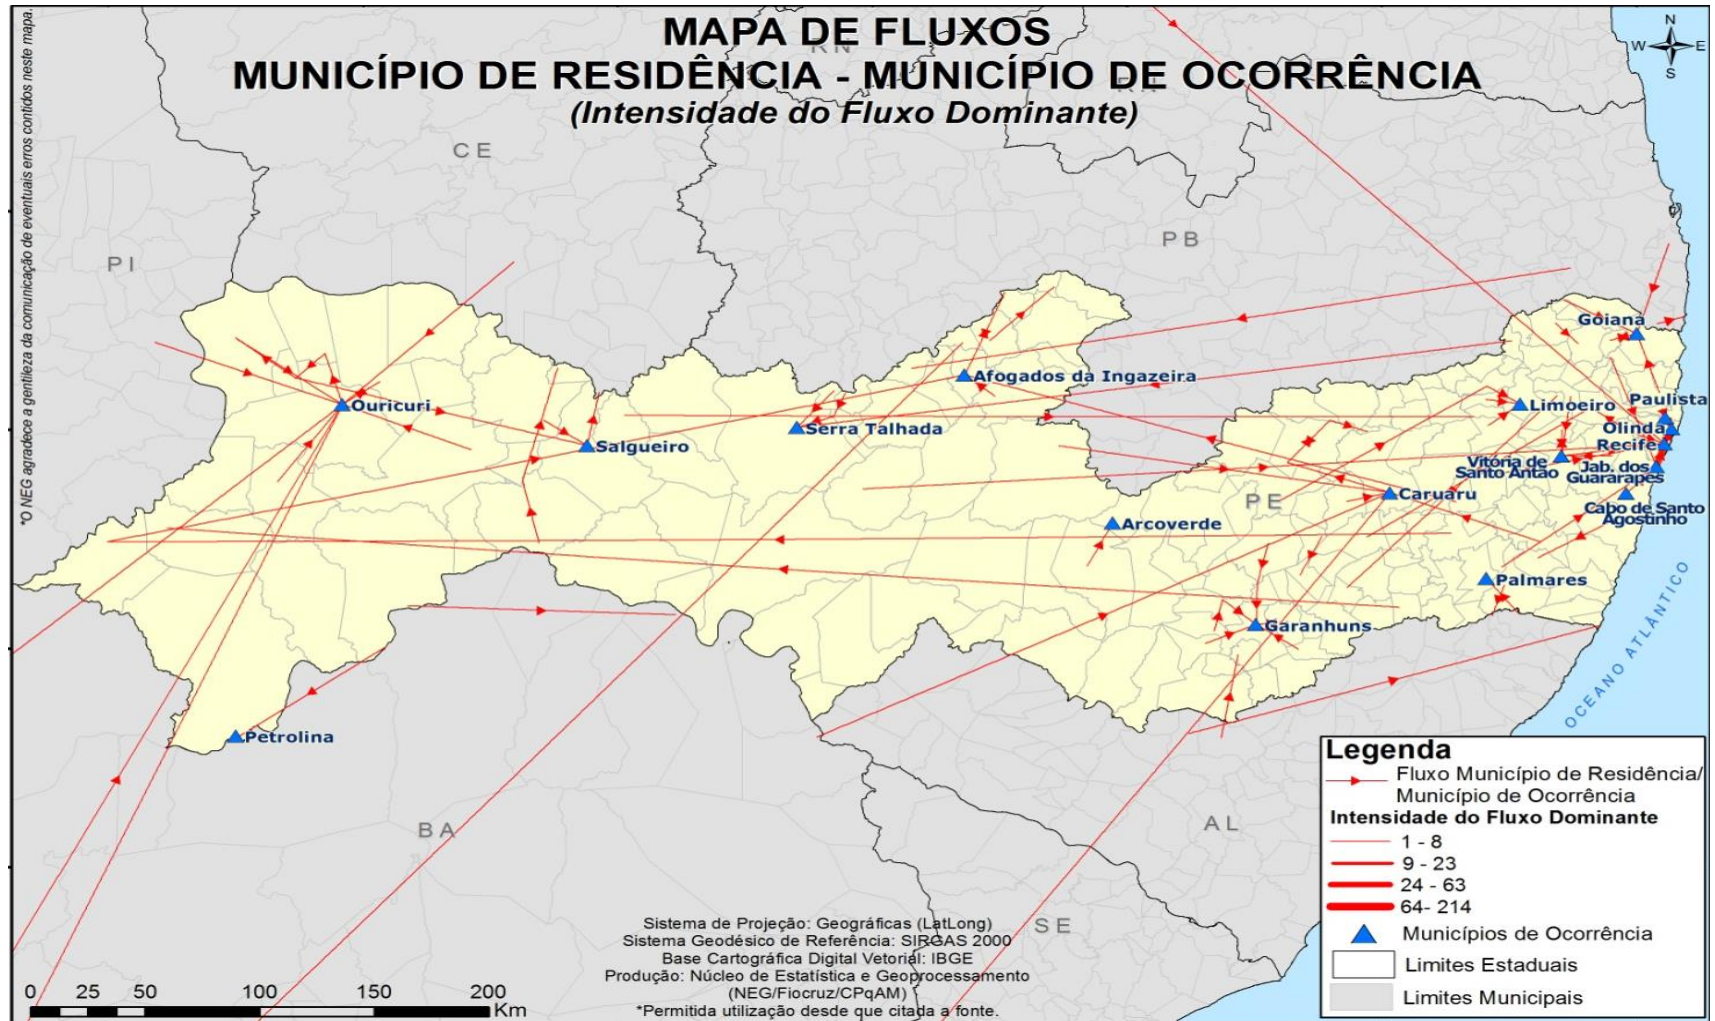 MAPA DE FLUXOS
MUNICÍPIO DE RESIDÊNCIA - MUNICÍPIO DE OCORRÊNCIA
(Intensidade do Fluxo Dominante)
*O NEG agradece a gentileza da comunicação de eventuais erros contidos neste mapa.
N
W
E
S
RN
CE
PB
PI
Goiana
Afogados da Ingazeira
Paulista
Ouricuri
Limoeiro
Olinda
Serra Talhada
Recife
Salgueiro
Vitória de
Santo Antão
Jab. dos
Guararapes
PE
Caruaru
Arcoverde
Cabo de Santo
Agostinho
Palmares
Garanhuns
OCEANO ATLÂNTICO
Petrolina
BA
AL
SE
Legenda
Fluxo Município de Residência/
Município de Ocorrência
Intensidade do Fluxo Dominante
1 - 8
9 - 23
24 - 63
64- 214
Municípios de Ocorrência
Limites Estaduais
Limites Municipais
Sistema de Projeção: Geográficas (LatLong)
Sistema Geodésico de Referência: SIRGAS 2000
Base Cartográfica Digital Vetorial: IBGE
Produção: Núcleo de Estatística e Geoprocessamento
(NEG/Fiocruz/CPqAM)
*Permitida utilização desde que citada a fonte.
0 25 50 100 150 200
Km